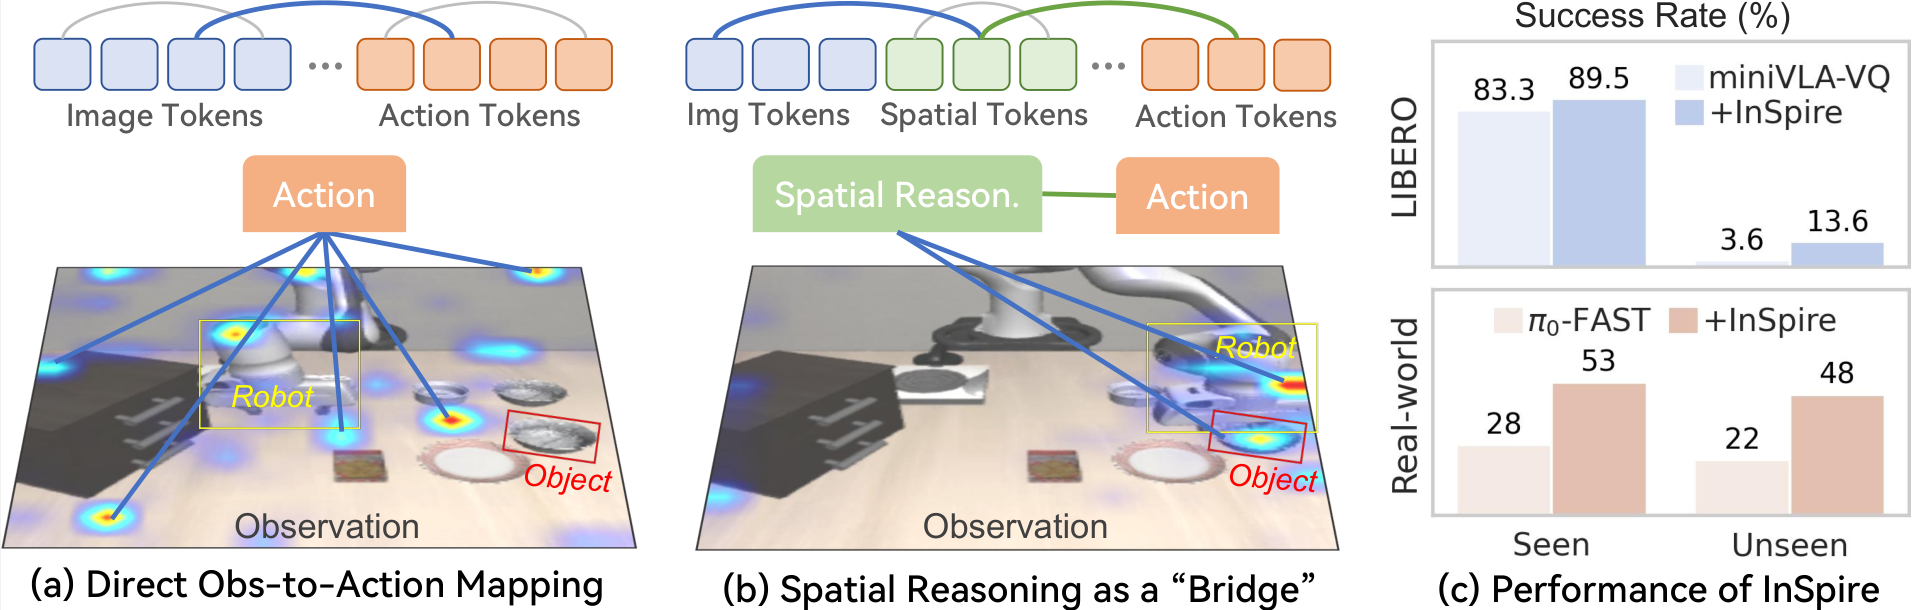 Image Tokens
Action Tokens
Action
Robot
Object
Observation
(a) Direct Obs-to-Action Mapping
Img Tokens
Spatial Tokens
Action Tokens
Spatial Reason.
Action
Robot
Object
Observation
(b) Spatial Reasoning as a “Bridge”
Success Rate (%)
LIBERO
83.3
89.5
miniVLA-VQ
+InSpire
3.6
13.6
Real-world
π₀-FAST
+InSpire
28
53
22
48
Seen
Unseen
(c) Performance of InSpire